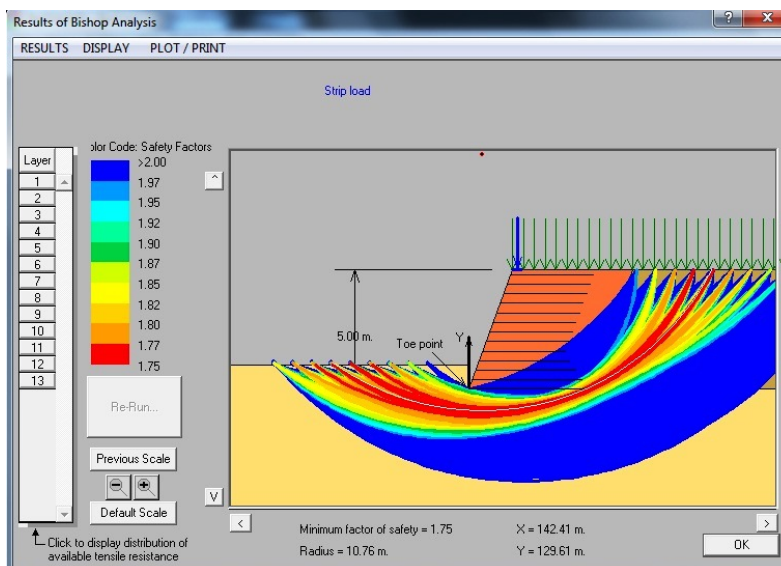 Results of Bishop Analysis
? X
RESULTS DISPLAY PLOT / PRINT
Strip load
Layer
1
2
3
4
5
6
7
8
9
10
11
12
13
olor Code: Safety Factors
>2.00
1.97
1.95
1.92
1.90
1.87
1.85
1.82
1.80
1.77
1.75
Re-Run...
Previous Scale
Default Scale
Click to display distribution of
available tensile resistance
^
V
5.00 m.
Toe point
Y
< >
Minimum factor of safety = 1.75 X = 142.41 m.
Radius = 10.76 m. Y = 129.61 m.
OK